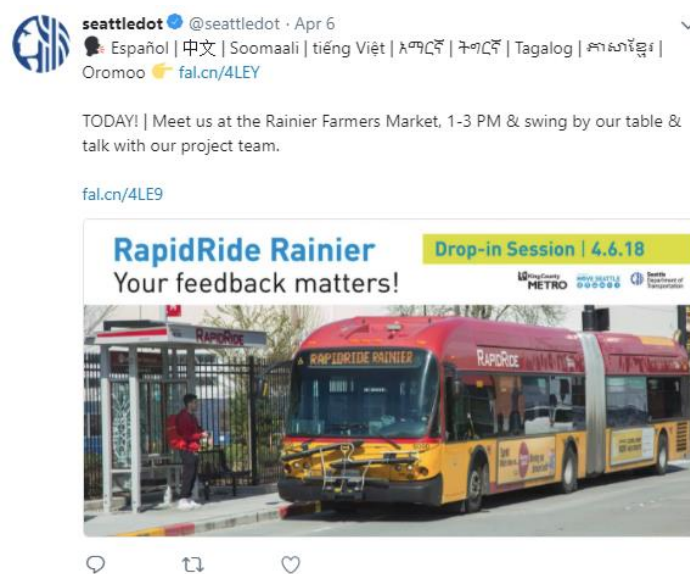 seattledot @seattledot · Apr 6
Español | 中文 | Soomaali | tiếng Việt | አማርኛ | ትግርኛ | Tagalog | ភាសាខ្មែរ |
Oromoo fal.cn/4LEY
TODAY! | Meet us at the Rainier Farmers Market, 1-3 PM & swing by our table &
talk with our project team.
fal.cn/4LE9
RapidRide Rainier
Drop-in Session | 4.6.18
Your feedback matters!
King County
METRO
MOVE SEATTLE
Seattle
Department of
Transportation
RAPIDRIDE
RAPIDRIDE RAINIER
RAPIDRIDE